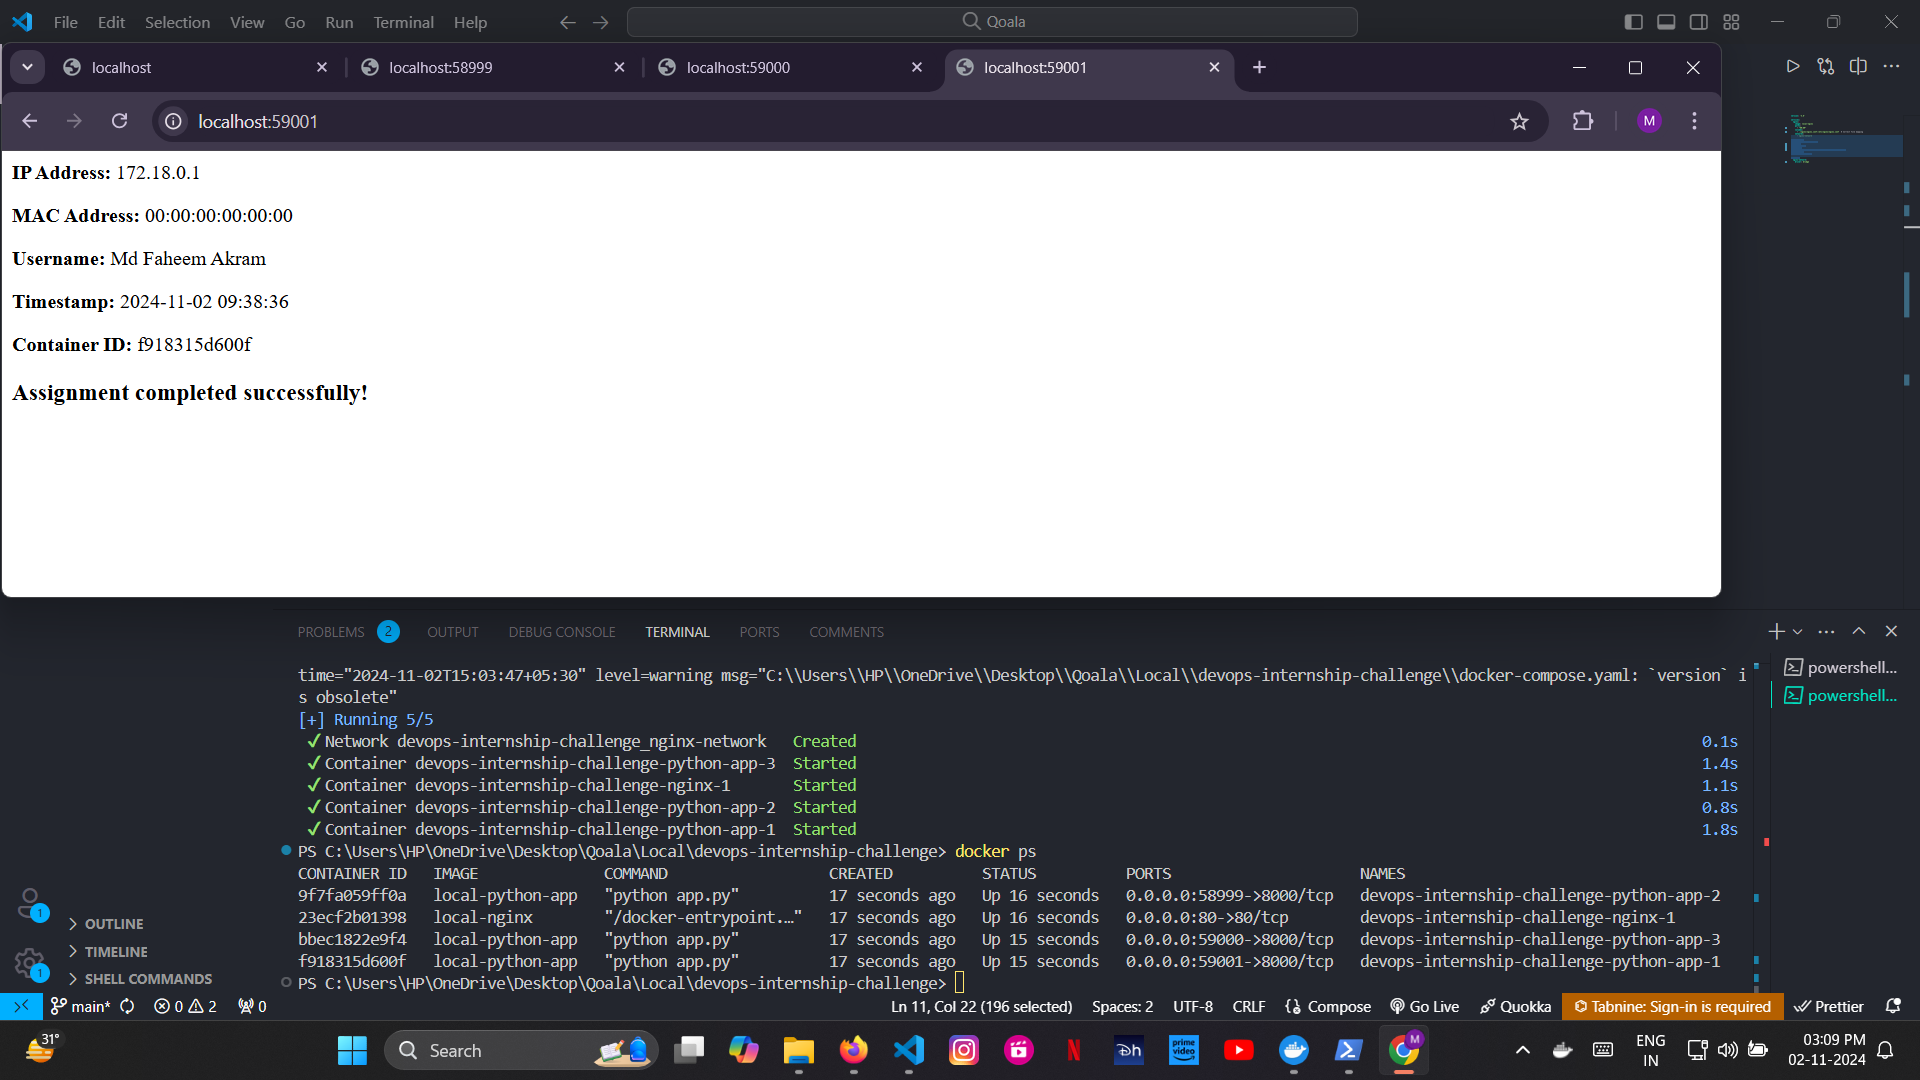 File Edit Selection View Go Run Terminal Help
Qoala
localhost
localhost:58999
localhost:59000
localhost:59001
localhost:59001
M
IP Address: 172.18.0.1
MAC Address: 00:00:00:00:00:00
Username: Md Faheem Akram
Timestamp: 2024-11-02 09:38:36
Container ID: f918315d600f
Assignment completed successfully!
PROBLEMS 2 OUTPUT DEBUG CONSOLE TERMINAL PORTS COMMENTS
time="2024-11-02T15:03:47+05:30" level=warning msg="C:\\Users\\HP\\OneDrive\\Desktop\\Qoala\\Local\\devops-internship-challenge\\docker-compose.yaml: `version` i
s obsolete"
[+] Running 5/5
✓ Network devops-internship-challenge_nginx-network Created 0.1s
✓ Container devops-internship-challenge-python-app-3 Started 1.4s
✓ Container devops-internship-challenge-nginx-1 Started 1.1s
✓ Container devops-internship-challenge-python-app-2 Started 0.8s
✓ Container devops-internship-challenge-python-app-1 Started 1.8s
PS C:\Users\HP\OneDrive\Desktop\Qoala\Local\devops-internship-challenge> docker ps
CONTAINER ID IMAGE COMMAND CREATED STATUS PORTS NAMES
9f7fa059ff0a local-python-app "python app.py" 17 seconds ago Up 16 seconds 0.0.0.0:58999->8000/tcp devops-internship-challenge-python-app-2
23ecf2b01398 local-nginx "/docker-entrypoint.…" 17 seconds ago Up 16 seconds 0.0.0.0:80->80/tcp devops-internship-challenge-nginx-1
bbec1822e9f4 local-python-app "python app.py" 17 seconds ago Up 15 seconds 0.0.0.0:59000->8000/tcp devops-internship-challenge-python-app-3
f918315d600f local-python-app "python app.py" 17 seconds ago Up 15 seconds 0.0.0.0:59001->8000/tcp devops-internship-challenge-python-app-1
PS C:\Users\HP\OneDrive\Desktop\Qoala\Local\devops-internship-challenge>
powershell...
powershell...
1
1
OUTLINE
TIMELINE
SHELL COMMANDS
main* 0 2 0
Ln 11, Col 22 (196 selected) Spaces: 2 UTF-8 CRLF Compose Go Live Quokka Tabnine: Sign-in is required Prettier
31°
Search
Dh
prime video
N
M
ENG
IN
03:09 PM
02-11-2024